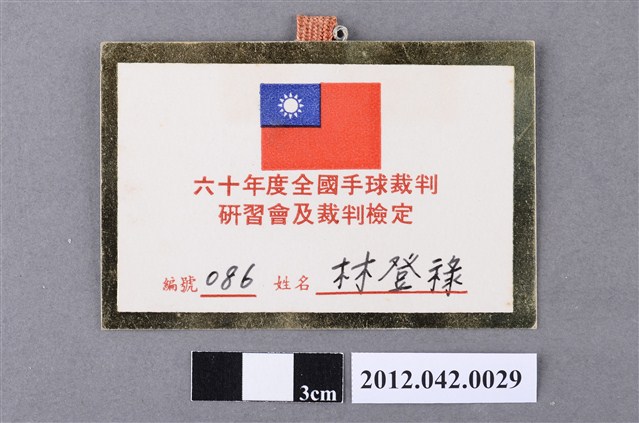 六十年度全國手球裁判
研習會及裁判檢定
編號 086 姓名 林登祿
3cm
2012.042.0029